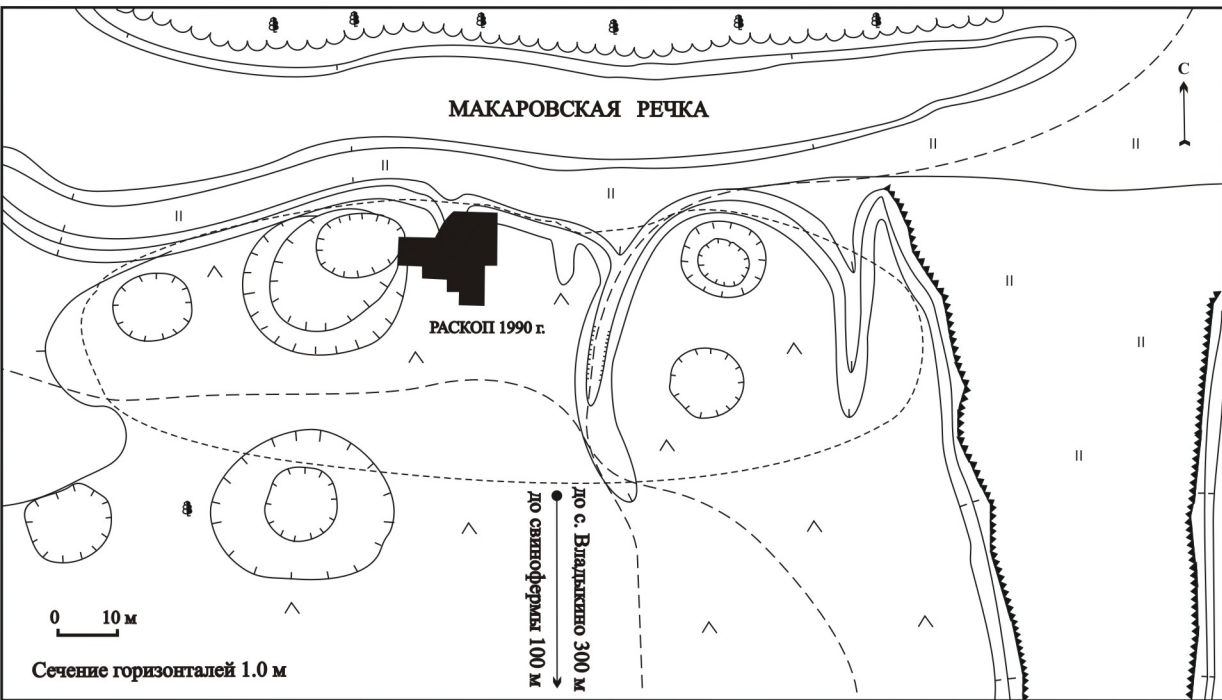 МАКАРОВСКАЯ РЕЧКА
С
РАСКОП 1990 г.
до с. Владыкино 300 м
до свинофермы 100 м
0 10 м
Сечение горизонталей 1.0 м